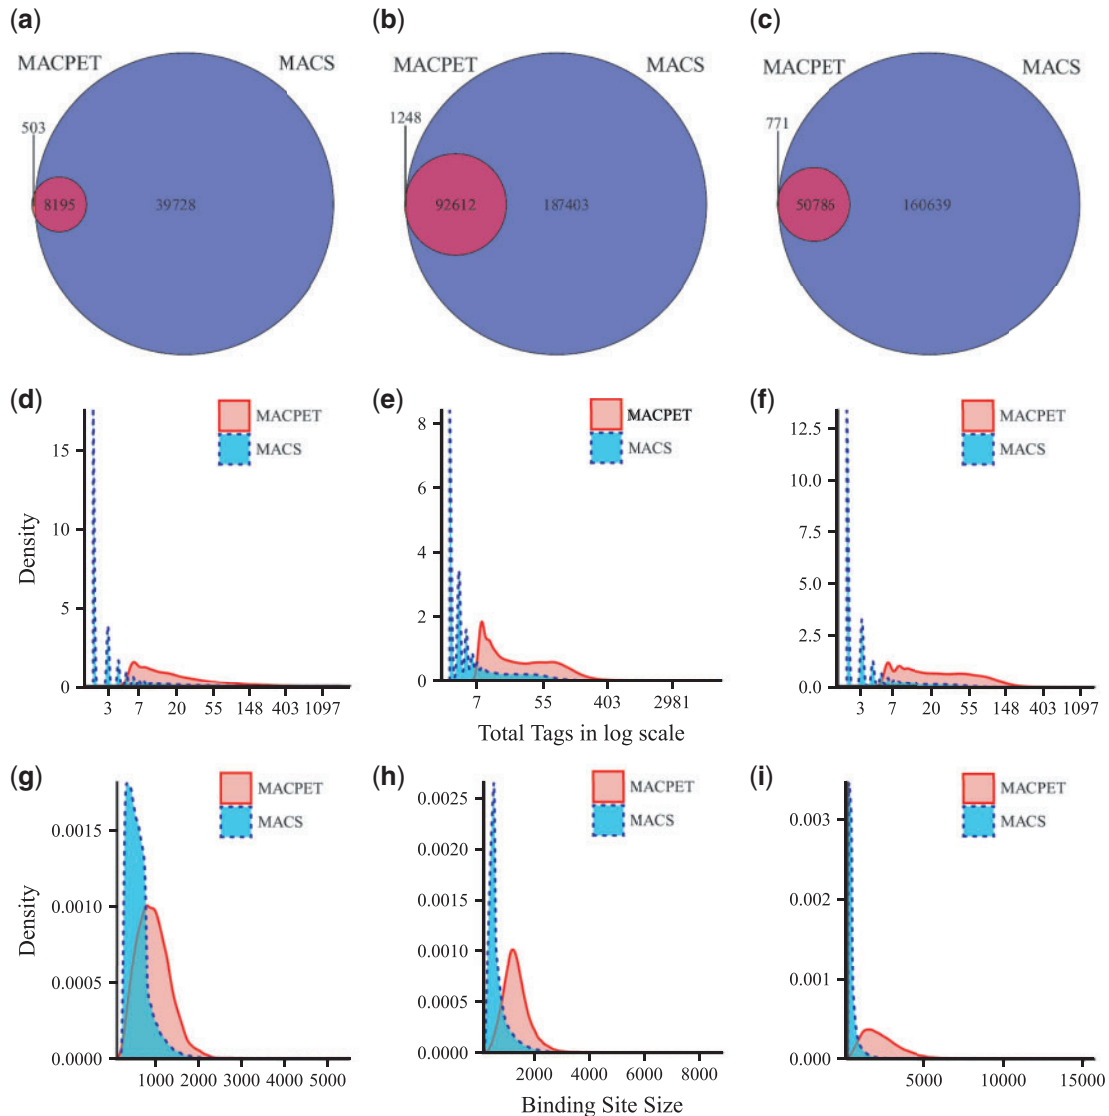 (a)
MACPET
MACS
503
8195
39728
(b)
MACPET
MACS
1248
92612
187403
(c)
MACPET
MACS
771
50786
160639
(d)
MACPET
MACS
Density
15
10
5
0
3 7 20 55 148 403 1097
(e)
MACPET
MACS
8
6
4
2
0
7 55 403 2981
Total Tags in log scale
(f)
MACPET
MACS
12.5
10.0
7.5
5.0
2.5
0.0
3 7 20 55 148 403 1097
(g)
MACPET
MACS
Density
0.0015
0.0010
0.0005
0.0000
1000 2000 3000 4000 5000
(h)
MACPET
MACS
0.0025
0.0020
0.0015
0.0010
0.0005
0.0000
2000 4000 6000 8000
Binding Site Size
(i)
MACPET
MACS
0.003
0.002
0.001
0.000
5000 10000 15000